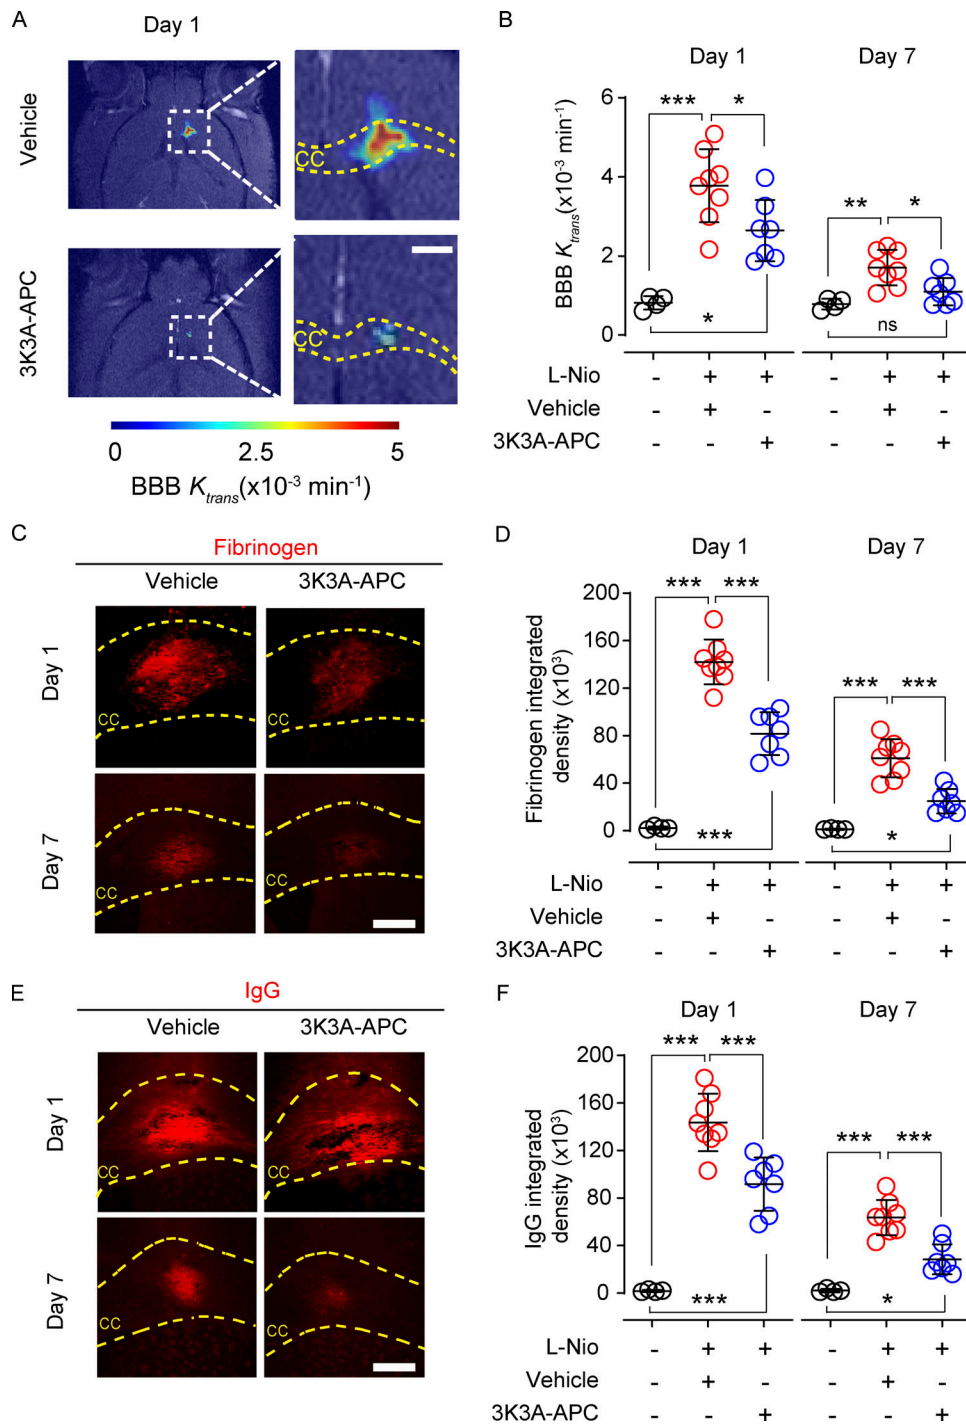 A
Day 1
Vehicle
CC
3K3A-APC
CC
0 2.5 5
BBB Ktrans(x10-3 min-1)
B
Day 1 Day 7
BBB Ktrans(x10-3 min-1)
6
4
2
0
*** *
*
** *
ns
L-Nio - + + - + +
Vehicle - + - - + -
3K3A-APC - - + - - +
C
Fibrinogen
Vehicle 3K3A-APC
Day 1
CC
Day 7
CC
D
Day 1 Day 7
Fibrinogen integrated
density (x103)
200
160
120
80
40
0
*** ***
***
*** ***
*
L-Nio - + + - + +
Vehicle - + - - + -
3K3A-APC - - + - - +
E
IgG
Vehicle 3K3A-APC
Day 1
CC
Day 7
CC
F
Day 1 Day 7
IgG integrated
density (x103)
200
160
120
80
40
0
*** ***
***
*** ***
*
L-Nio - + + - + +
Vehicle - + - - + -
3K3A-APC - - + - - +